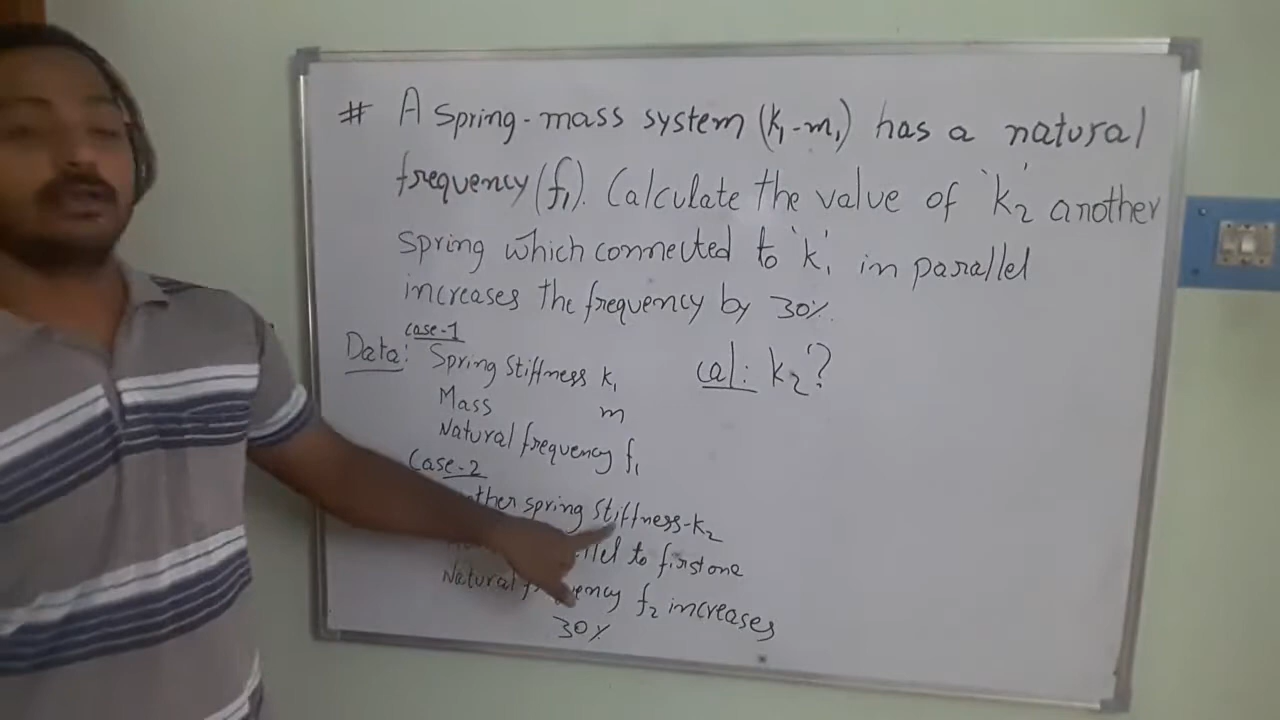 # A spring-mass system (k₁-m₁) has a natural
frequency (f₁). Calculate the value of 'k₂' another
spring which connected to 'k₁' in parallel
increases the frequency by 30%.
case-1
Data: Spring stiffness k₁
cal: k₂?
Mass m
Natural frequency f₁
Case-2
spring stiffness-k₂
to first one
Natural f₂ increases
30%